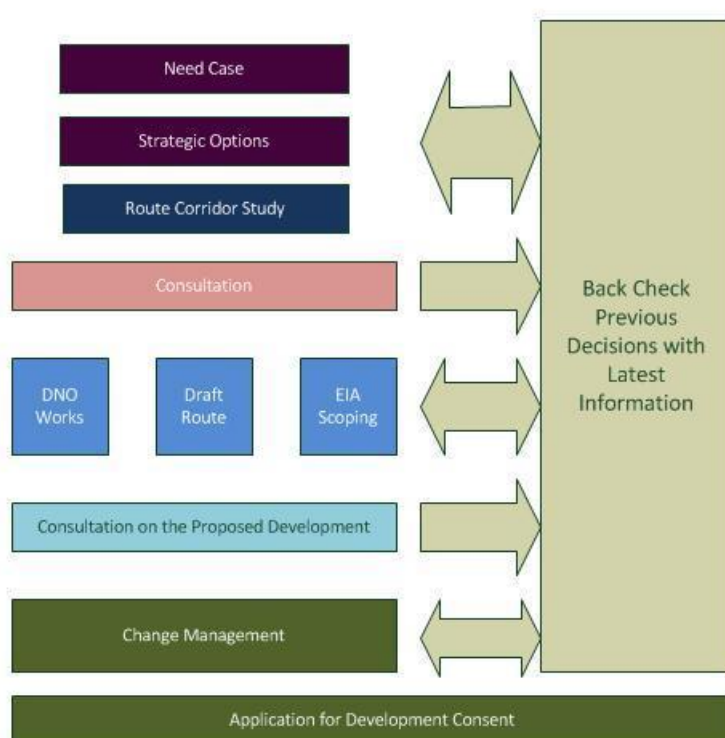 Need Case
Strategic Options
Route Corridor Study
Consultation
Back Check
Previous
Decisions with
Latest
Information
DNO
Works
Draft
Route
EIA
Scoping
Consultation on the Proposed Development
Change Management
Application for Development Consent